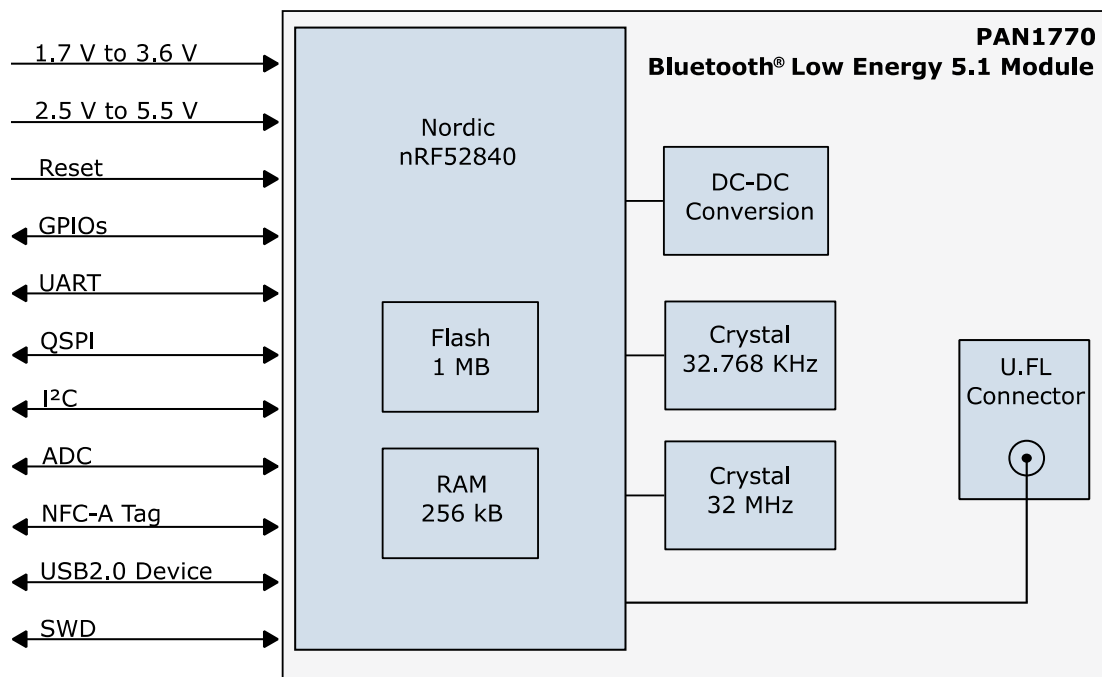 PAN1770
Bluetooth® Low Energy 5.1 Module
1.7 V to 3.6 V
2.5 V to 5.5 V
Reset
GPIOs
UART
QSPI
I²C
ADC
NFC-A Tag
USB2.0 Device
SWD
Nordic
nRF52840
Flash
1 MB
RAM
256 kB
DC-DC
Conversion
Crystal
32.768 KHz
Crystal
32 MHz
U.FL
Connector